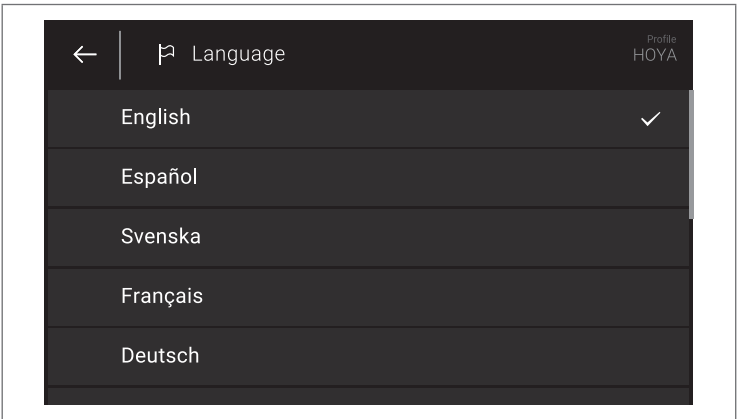 Language
Profile
HOYA
English
Español
Svenska
Français
Deutsch